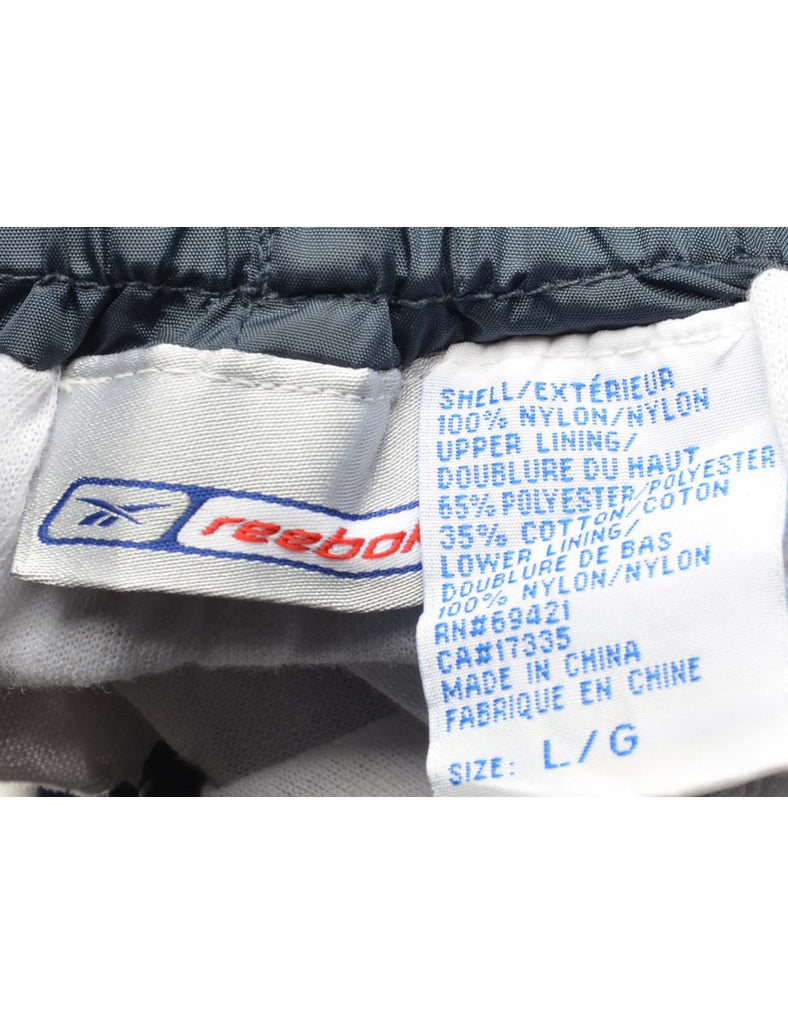 reebok
SHELL/EXTÉRIEUR
100% NYLON/NYLON
UPPER LINING/
DOUBLURE DU HAUT
65% POLYESTER/POLYESTER
35% COTTON/COTON
LOWER LINING/
DOUBLURE DE BAS
100% NYLON/NYLON
RN#69421
CA#17335
MADE IN CHINA
FABRIQUE EN CHINE
SIZE: L/G